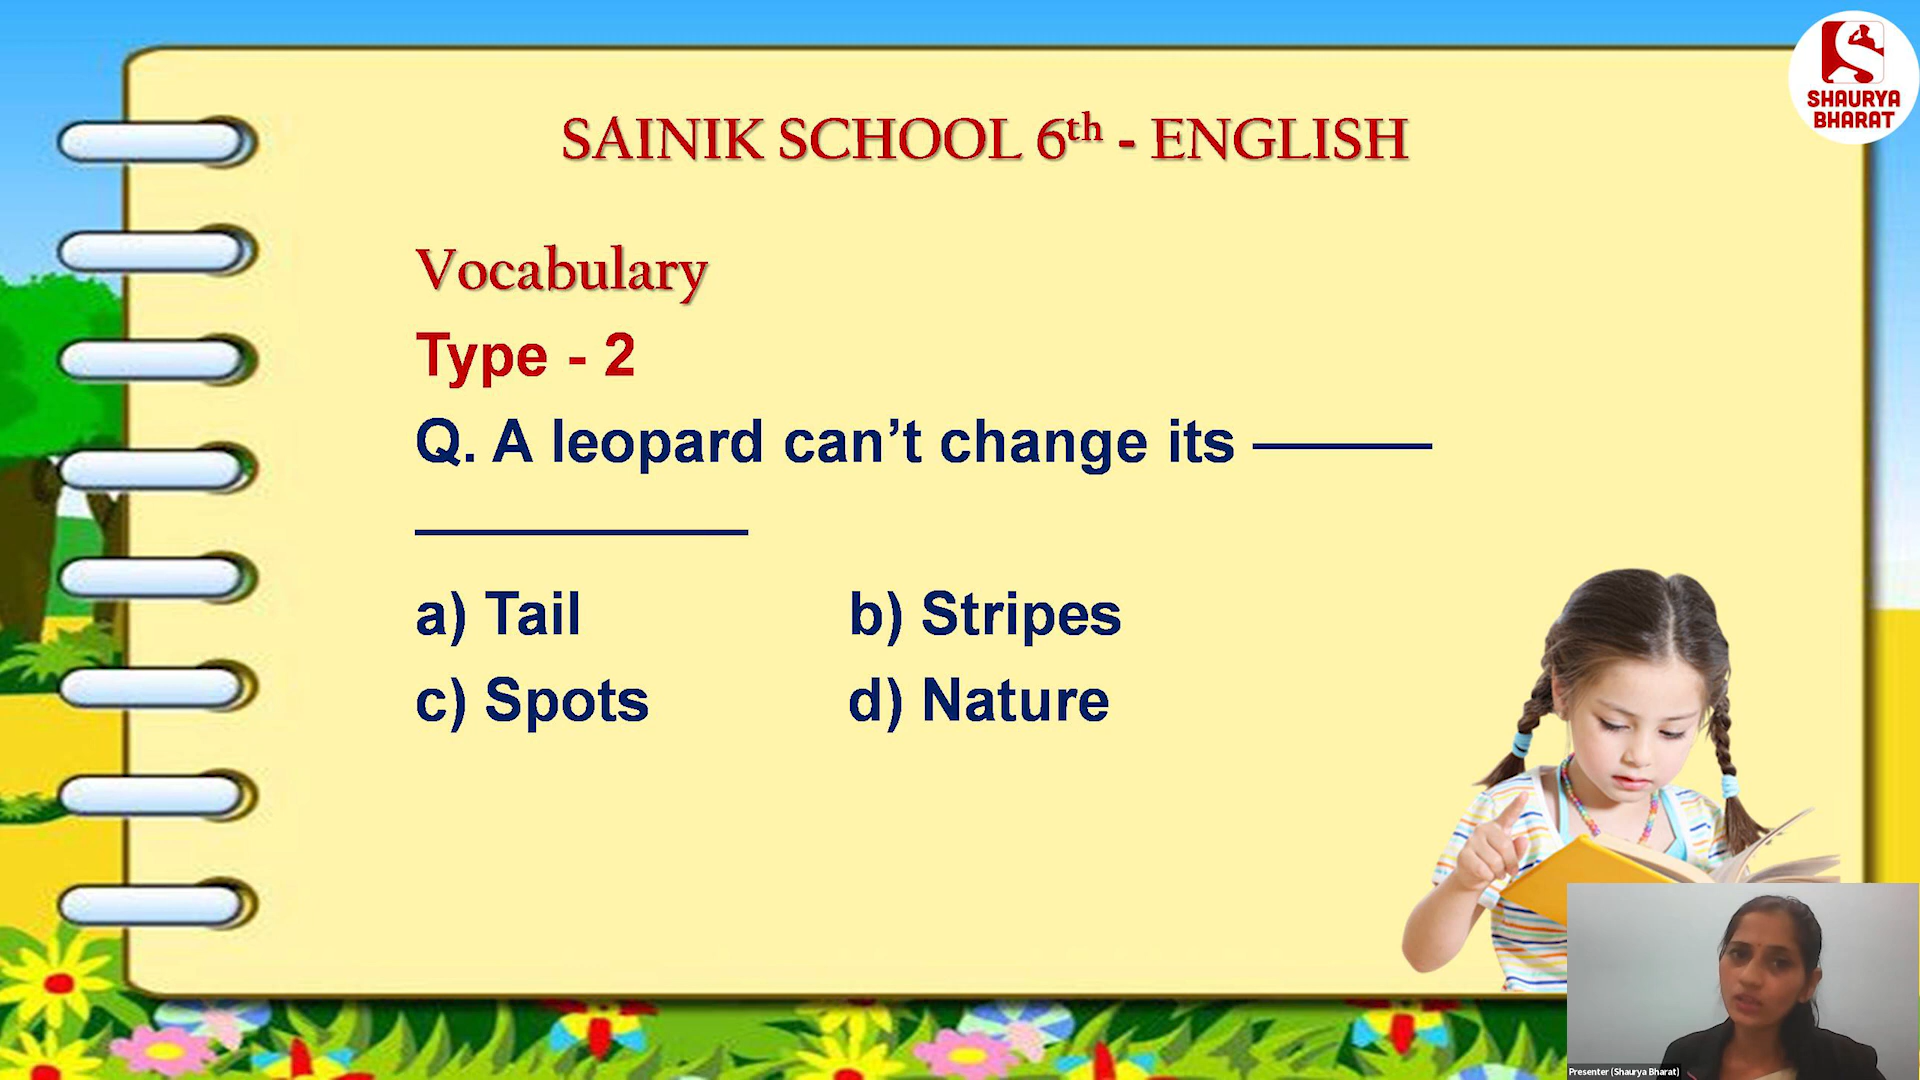 SHAURYA
BHARAT
SAINIK SCHOOL 6th - ENGLISH
Vocabulary
Type - 2
Q. A leopard can’t change its ———
——————
a) Tail b) Stripes
c) Spots d) Nature
Presenter (Shaurya Bharat)